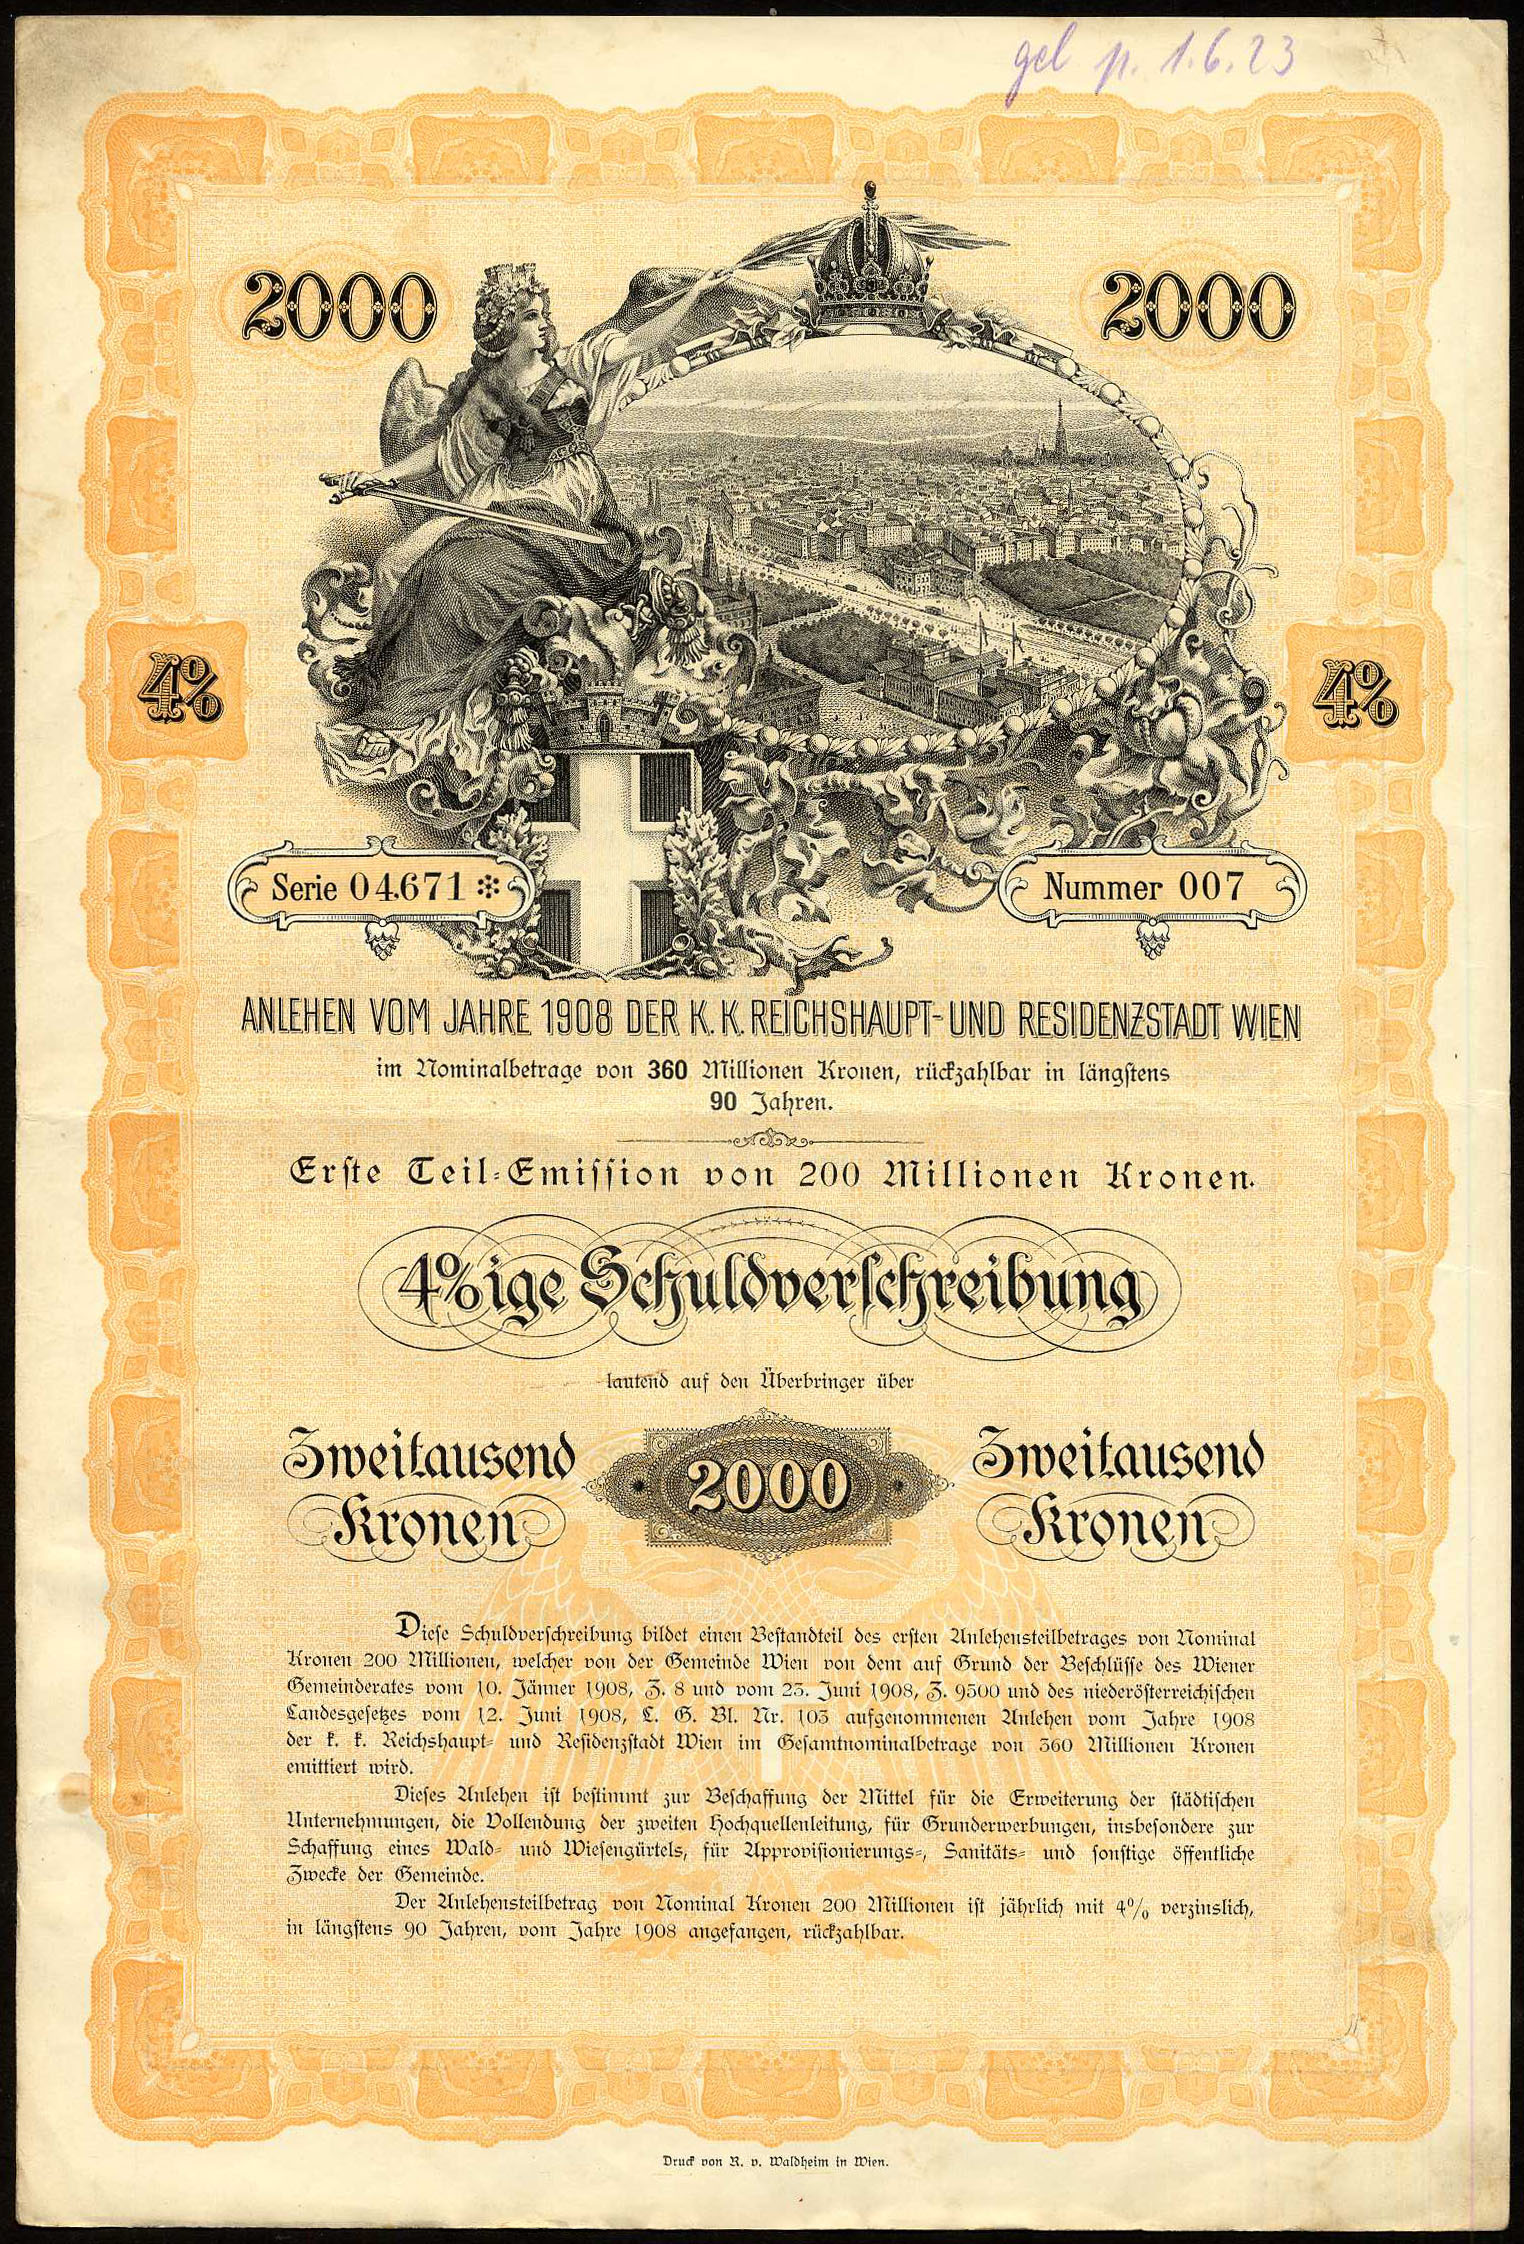 gel p. 1.6.23
2000 2000
4% 4%
Serie 04671 Nummer 007
ANLEHEN VOM JAHRE 1908 DER K. K. REICHSHAUPT- UND RESIDENZSTADT WIEN
im Nominalbetrage von 360 Millionen Kronen, rückzahlbar in längstens
90 Jahren.
Erste Teil-Emission von 200 Millionen Kronen.
4%ige Schuldverschreibung
lautend auf den Überbringer über
Zweitausend 2000 Zweitausend
Kronen Kronen
Diese Schuldverschreibung bildet einen Bestandteil des ersten Anlehensteilbetrages von Nominal
Kronen 200 Millionen, welcher von der Gemeinde Wien von dem auf Grund der Beschlüsse des Wiener
Gemeinderates vom 10. Jänner 1908, Z. 8 und vom 23. Juni 1908, Z. 9500 und des niederösterreichischen
Landesgesetzes vom 12. Juni 1908, L. G. Bl. Nr. 103 aufgenommenen Anlehen vom Jahre 1908
der k. k. Reichshaupt- und Residenzstadt Wien im Gesamtnominalbetrage von 360 Millionen Kronen
emittiert wird.
Dieses Anlehen ist bestimmt zur Beschaffung der Mittel für die Erweiterung der städtischen
Unternehmungen, die Vollendung der zweiten Hochquellenleitung, für Grunderwerbungen, insbesondere zur
Schaffung eines Wald- und Wiesengürtels, für Approvisionierungs-, Sanitäts- und sonstige öffentliche
Zwecke der Gemeinde.
Der Anlehensteilbetrag von Nominal Kronen 200 Millionen ist jährlich mit 4% verzinslich,
in längstens 90 Jahren, vom Jahre 1908 angefangen, rückzahlbar.
Druck von R. v. Waldheim in Wien.